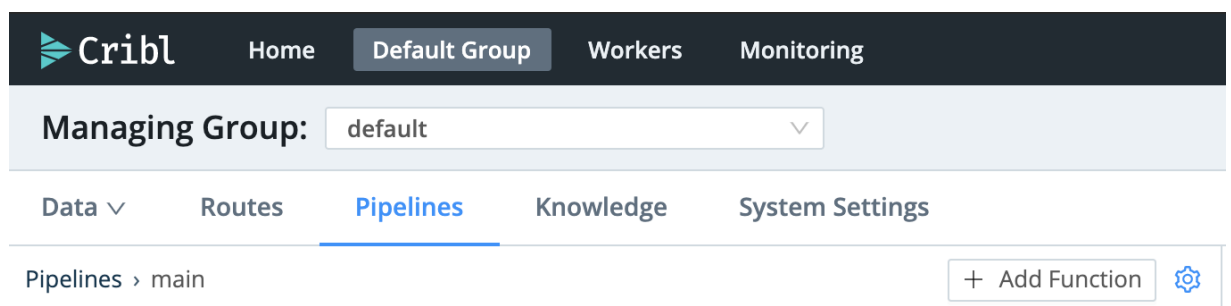 Cribl Home Default Group Workers Monitoring
Managing Group: default
Data Routes Pipelines Knowledge System Settings
Pipelines › main + Add Function